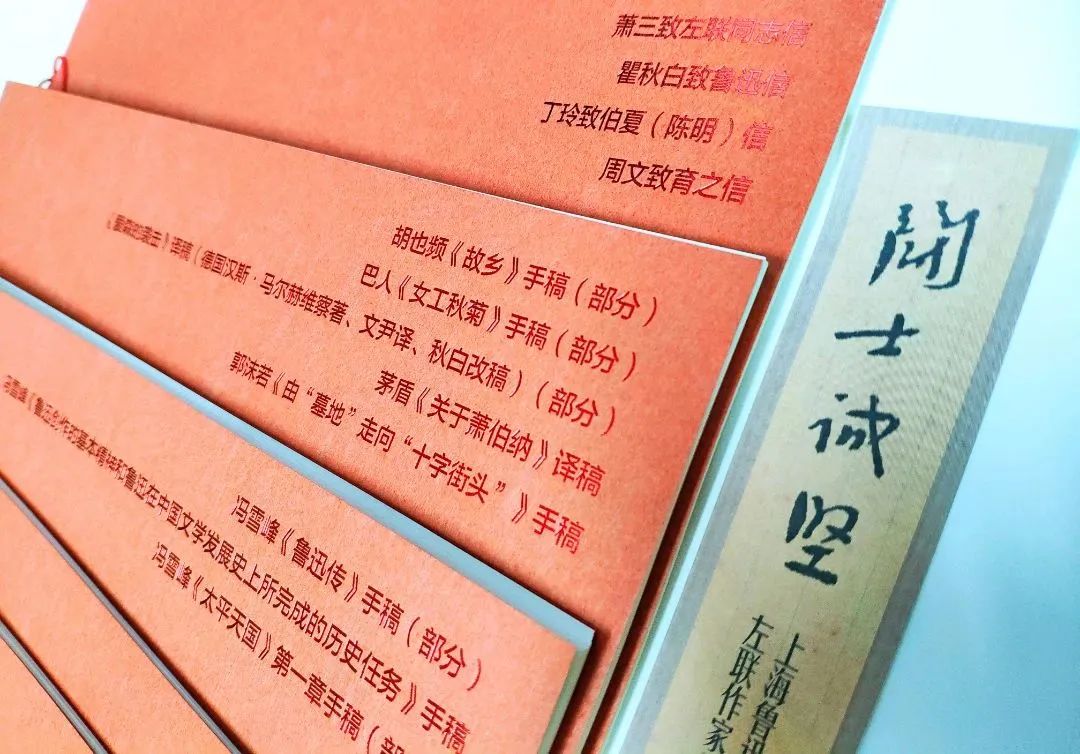 萧三致左联同志信
瞿秋白致鲁迅信
丁玲致伯夏（陈明）信
周文致育之信
胡也频《故乡》手稿（部分）
巴人《女工秋菊》手稿（部分）
译稿（德国汉斯·马尔赫维察著、文尹译、秋白改稿）（部分）
茅盾《关于萧伯纳》译稿
郭沫若《由“墓地”走向“十字街头”》手稿
冯雪峰《鲁迅传》手稿（部分）
冯雪峰《鲁迅创作的基本精神和鲁迅在中国文学发展史上所完成的历史任务》手稿
冯雪峰《太平天国》第一章手稿（部
闘士诚坚
上海鲁迅
左联作家